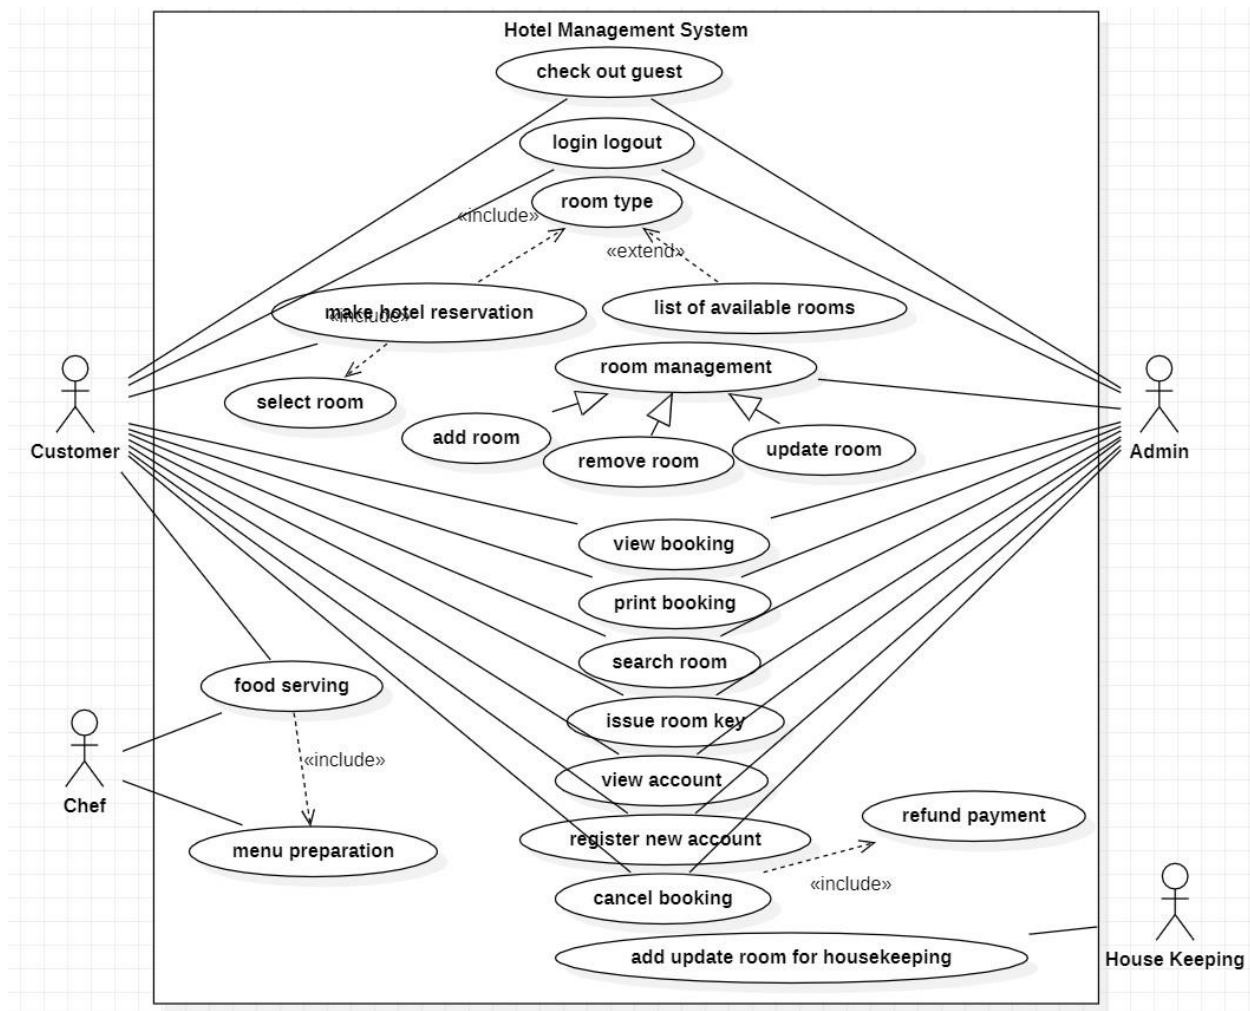 Hotel Management System
check out guest
login logout
room type
«include»
«extend»
make hotel reservation
«include»
list of available rooms
room management
select room
add room
remove room
update room
Customer
Admin
view booking
print booking
search room
food serving
issue room key
«include»
view account
Chef
refund payment
register new account
menu preparation
«include»
cancel booking
add update room for housekeeping
House Keeping